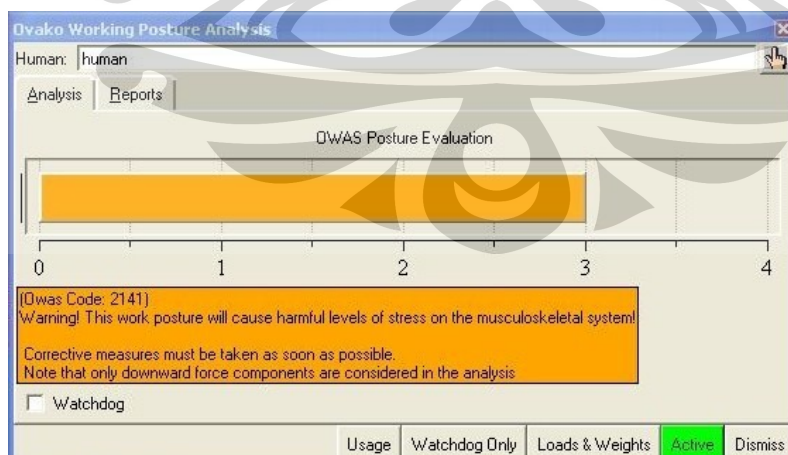 Ovako Working Posture Analysis
Human: human
Analysis Reports
OWAS Posture Evaluation
0 1 2 3 4
(Owas Code: 2141)
Warning! This work posture will cause harmful levels of stress on the musculoskeletal system!
Corrective measures must be taken as soon as possible.
Note that only downward force components are considered in the analysis
Watchdog
Usage Watchdog Only Loads & Weights Active Dismiss